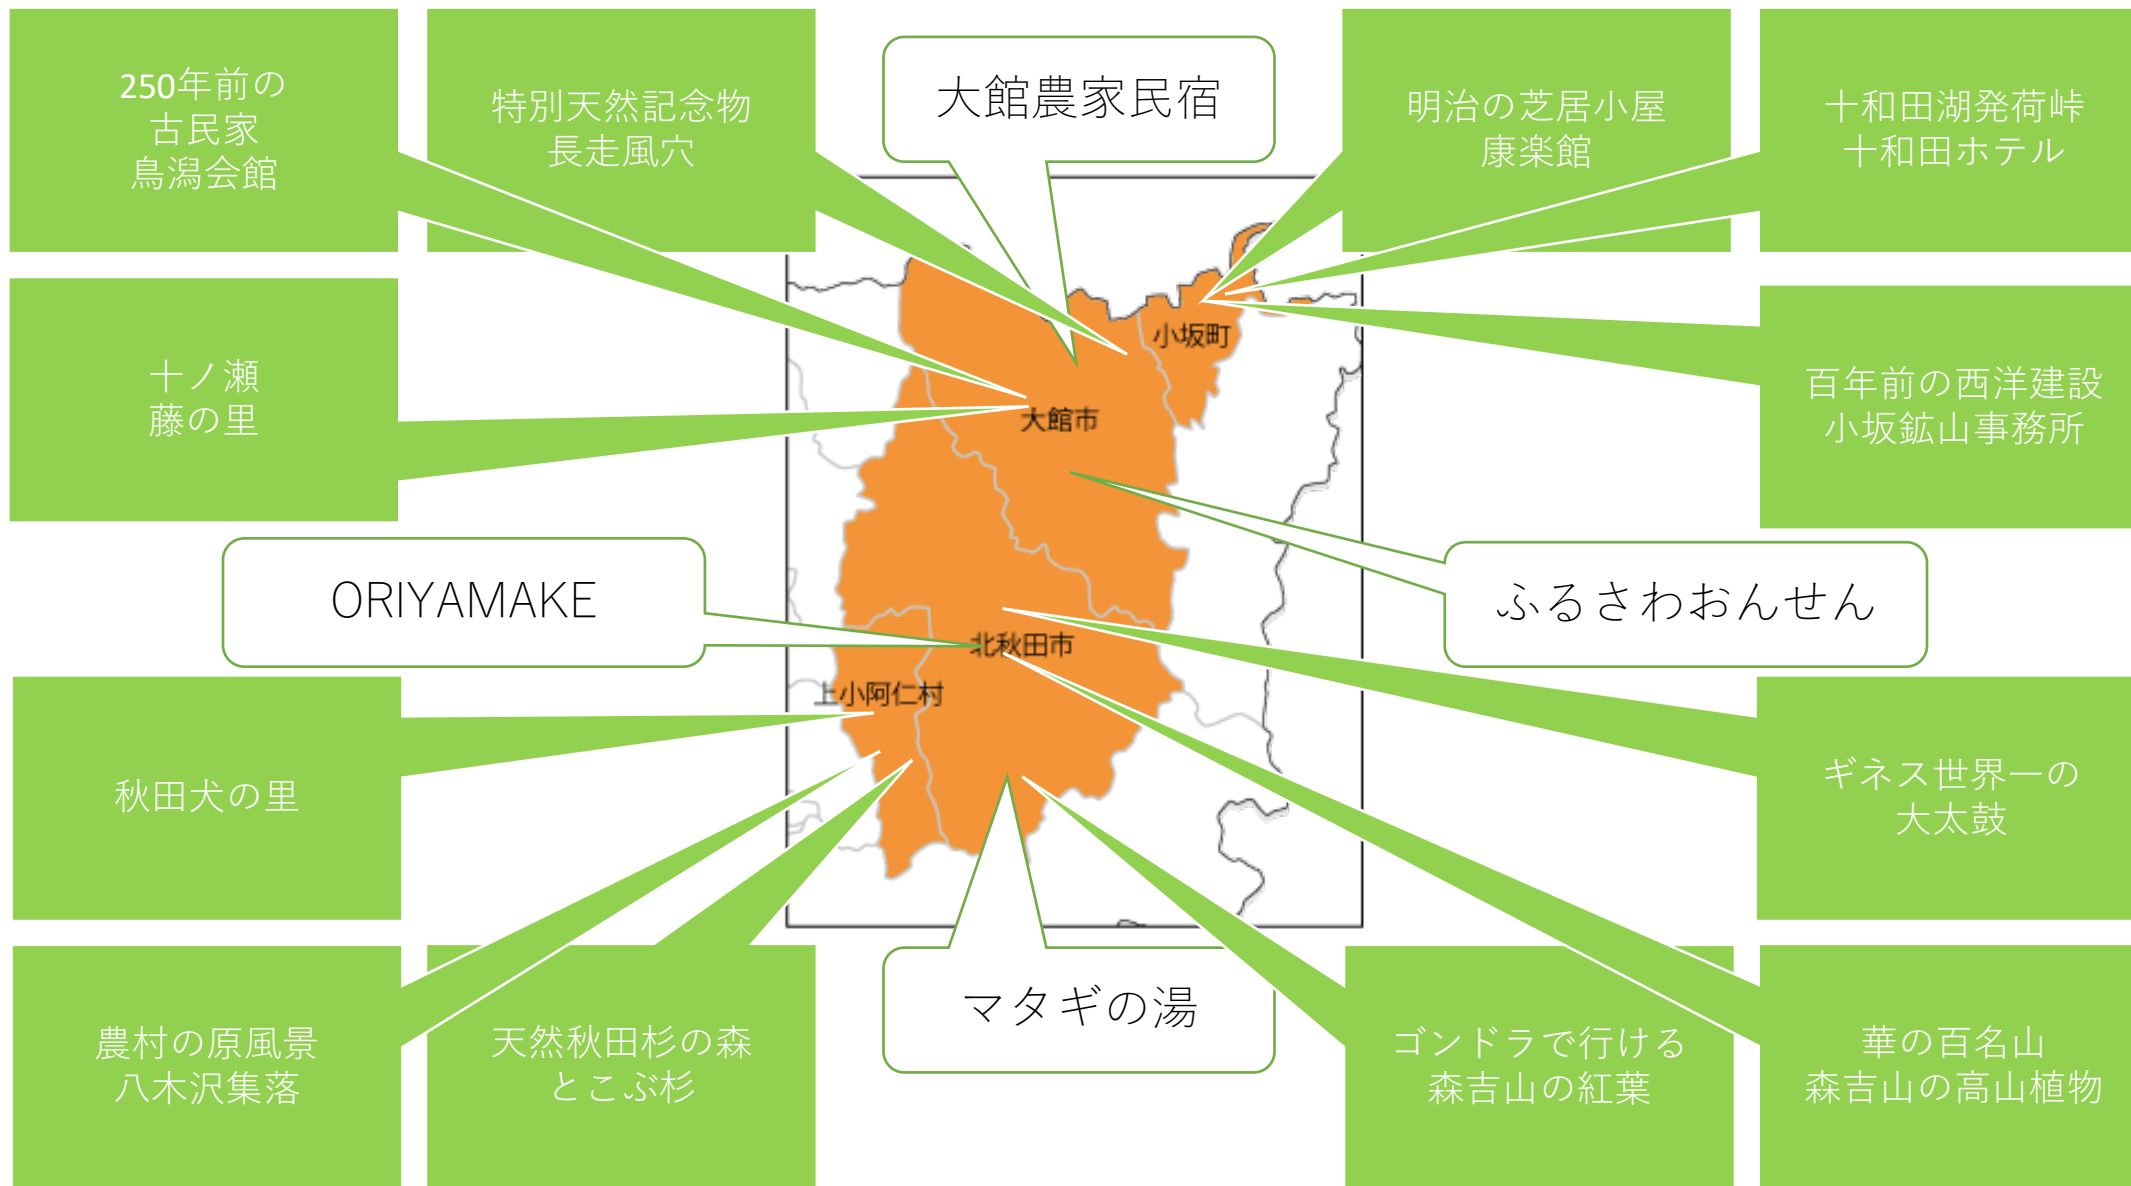 250年前の
古民家
鳥潟会館
特別天然記念物
長走風穴
大館農家民宿
明治の芝居小屋
康楽館
十和田湖発荷峠
十和田ホテル
十ノ瀬
藤の里
小坂町
大館市
百年前の西洋建設
小坂鉱山事務所
ORIYAMAKE
ふるさわおんせん
北秋田市
上小阿仁村
秋田犬の里
ギネス世界一の
大太鼓
農村の原風景
八木沢集落
天然秋田杉の森
とこぶ杉
マタギの湯
ゴンドラで行ける
森吉山の紅葉
華の百名山
森吉山の高山植物